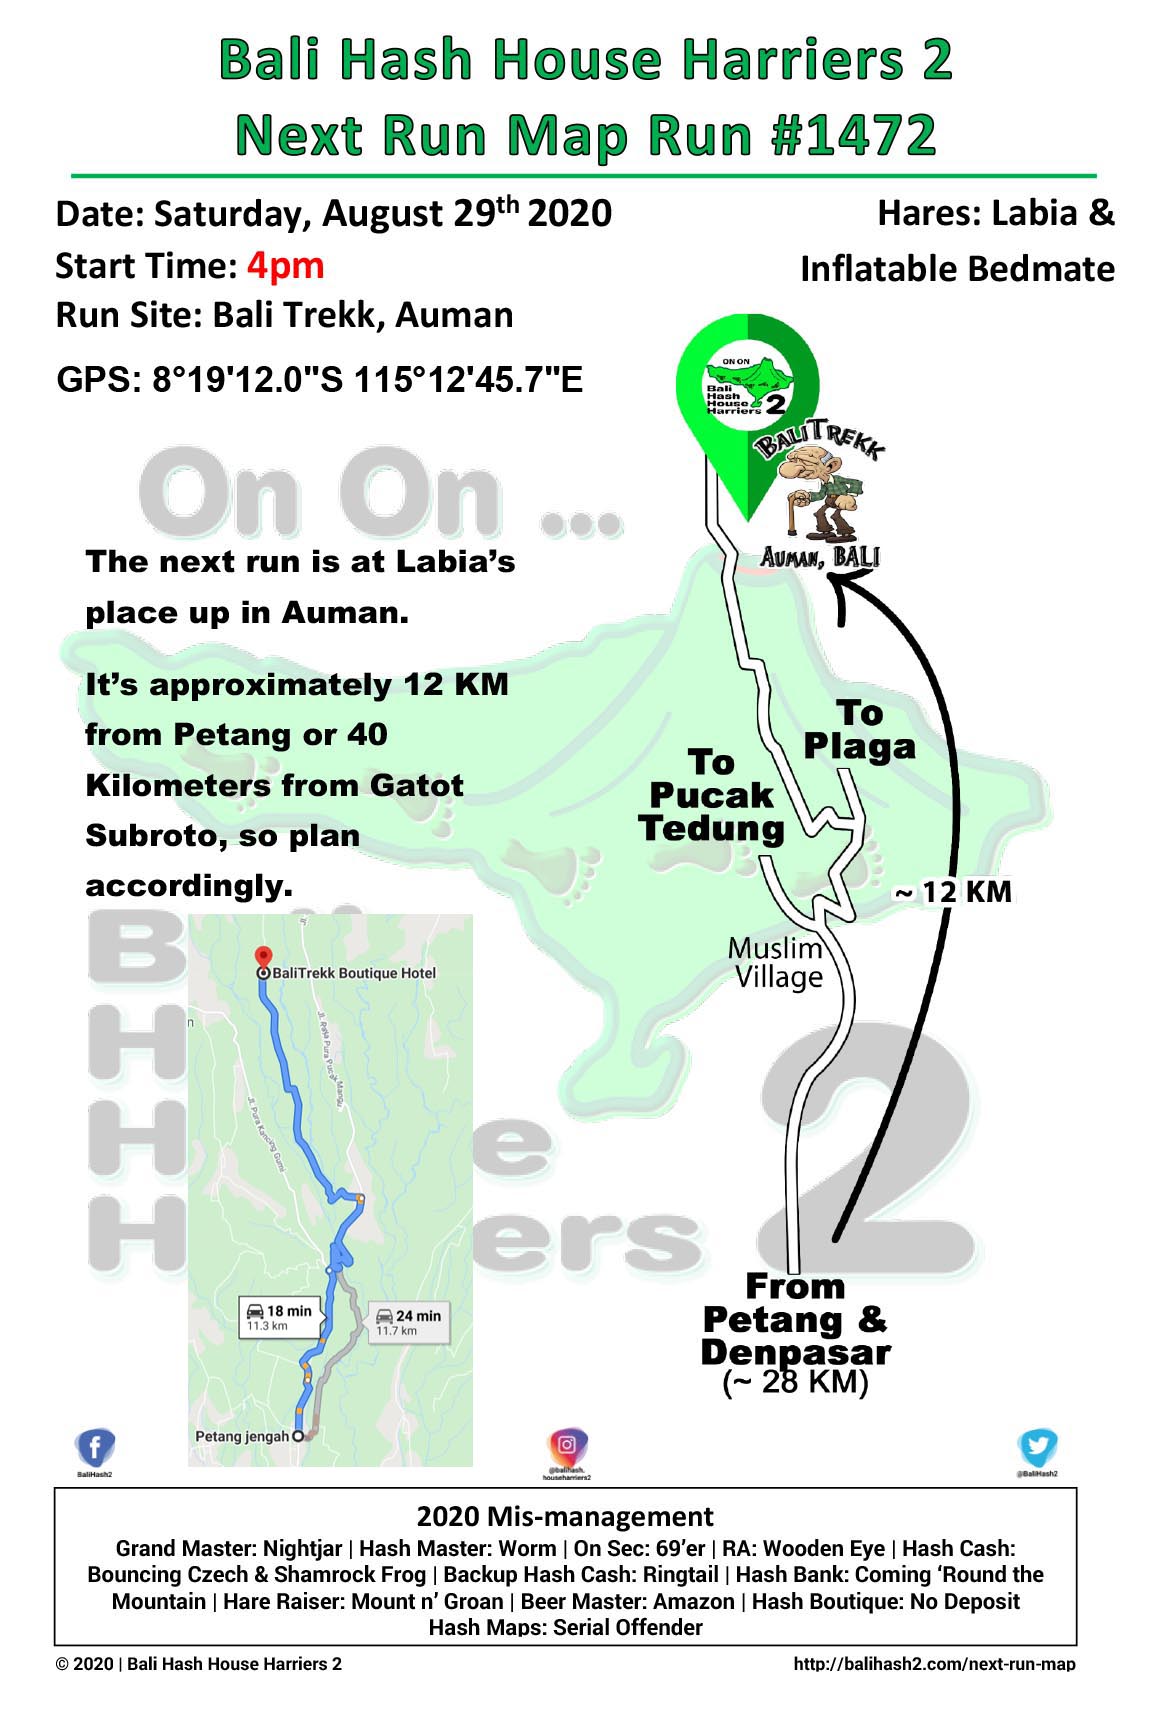 Bali Hash House Harriers 2
Next Run Map Run #1472
Date: Saturday, August 29th 2020
Start Time: 4pm
Run Site: Bali Trekk, Auman
GPS: 8°19'12.0"S 115°12'45.7"E
Hares: Labia &
Inflatable Bedmate
ON ON
Bali
Hash
House
Harriers 2
BALITREKK
AUMAN, BALI
On On ...
The next run is at Labia’s
place up in Auman.
It’s approximately 12 KM
from Petang or 40
Kilometers from Gatot
Subroto, so plan
accordingly.
To
Plaga
To
Pucak
Tedung
~ 12 KM
Muslim
Village
From
Petang &
Denpasar
(~ 28 KM)
BaliTrekk Boutique Hotel
Jl. Raya Pura Pucak Mangu
Jl. Pura Kancing Gumi
18 min
11.3 km
24 min
11.7 km
Petang jengah
BaliHash2
@balihash.
househarriers2
@BaliHash2
2020 Mis-management
Grand Master: Nightjar | Hash Master: Worm | On Sec: 69’er | RA: Wooden Eye | Hash Cash:
Bouncing Czech & Shamrock Frog | Backup Hash Cash: Ringtail | Hash Bank: Coming ‘Round the
Mountain | Hare Raiser: Mount n’ Groan | Beer Master: Amazon | Hash Boutique: No Deposit
Hash Maps: Serial Offender
© 2020 | Bali Hash House Harriers 2
http://balihash2.com/next-run-map